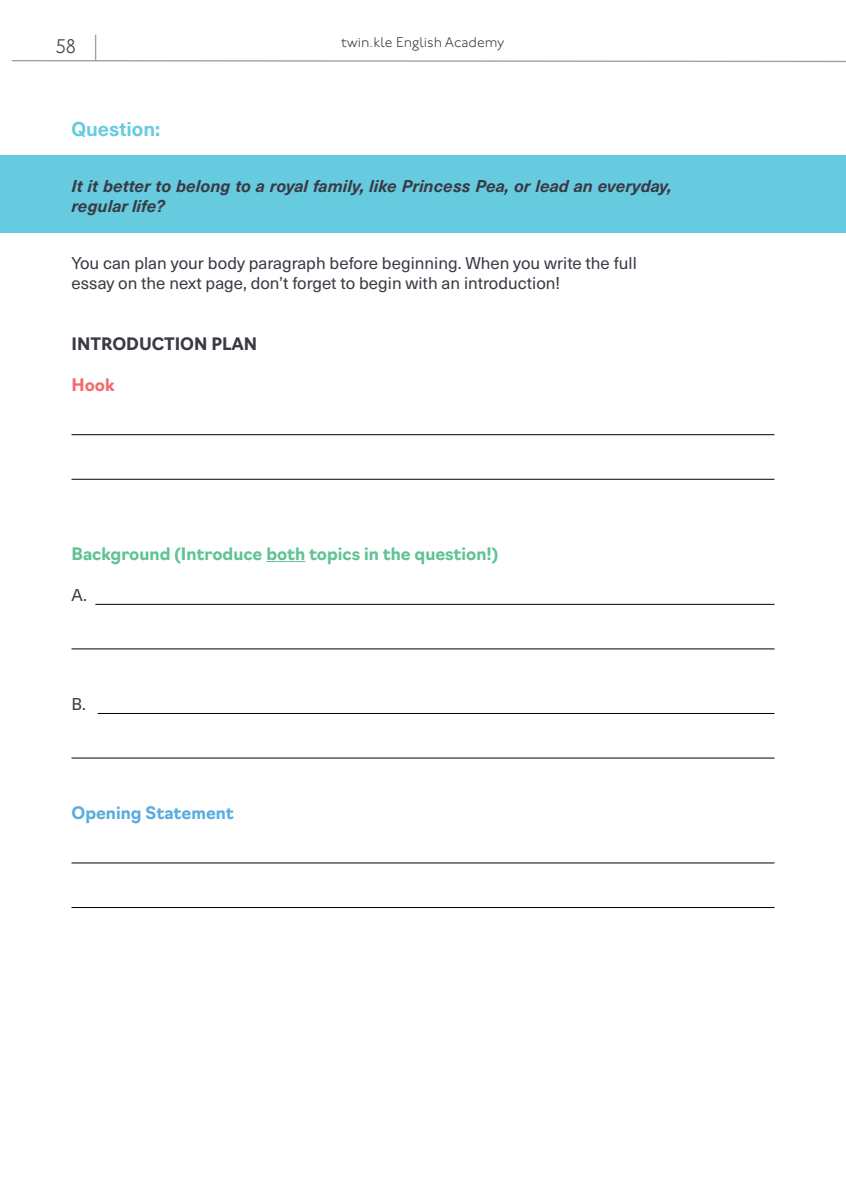 58
twin.kle English Academy
Question:
It it better to belong to a royal family, like Princess Pea, or lead an everyday,
regular life?
You can plan your body paragraph before beginning. When you write the full
essay on the next page, don't forget to begin with an introduction!
INTRODUCTION PLAN
Hook
Background (Introduce both topics in the question!)
A.
B.
Opening Statement